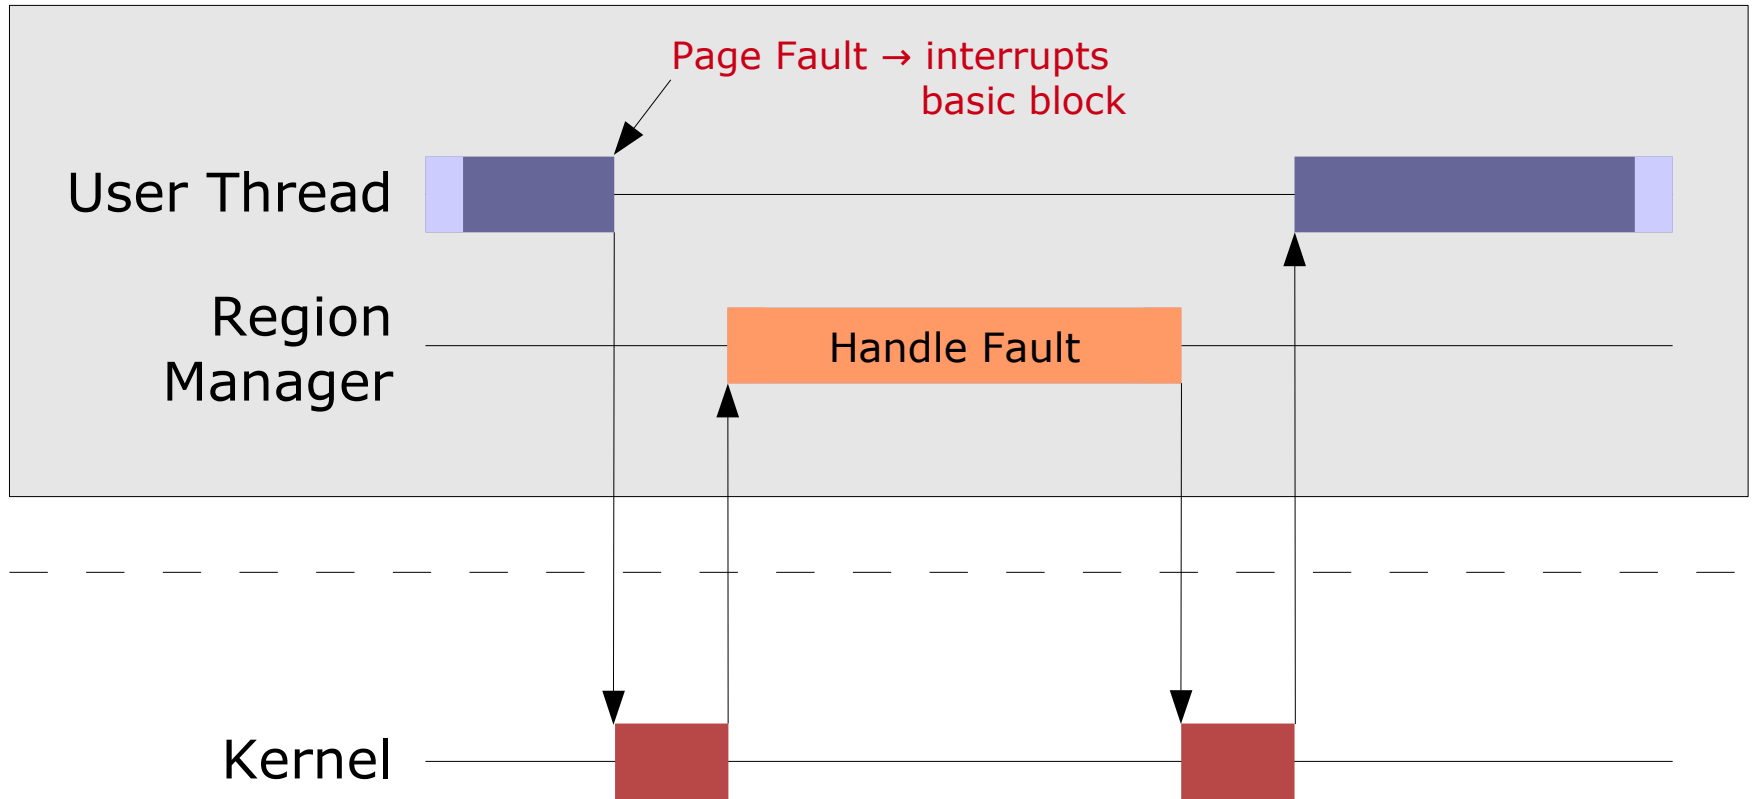 Page Fault → interrupts
basic block
User Thread
Region
Manager
Handle Fault
Kernel